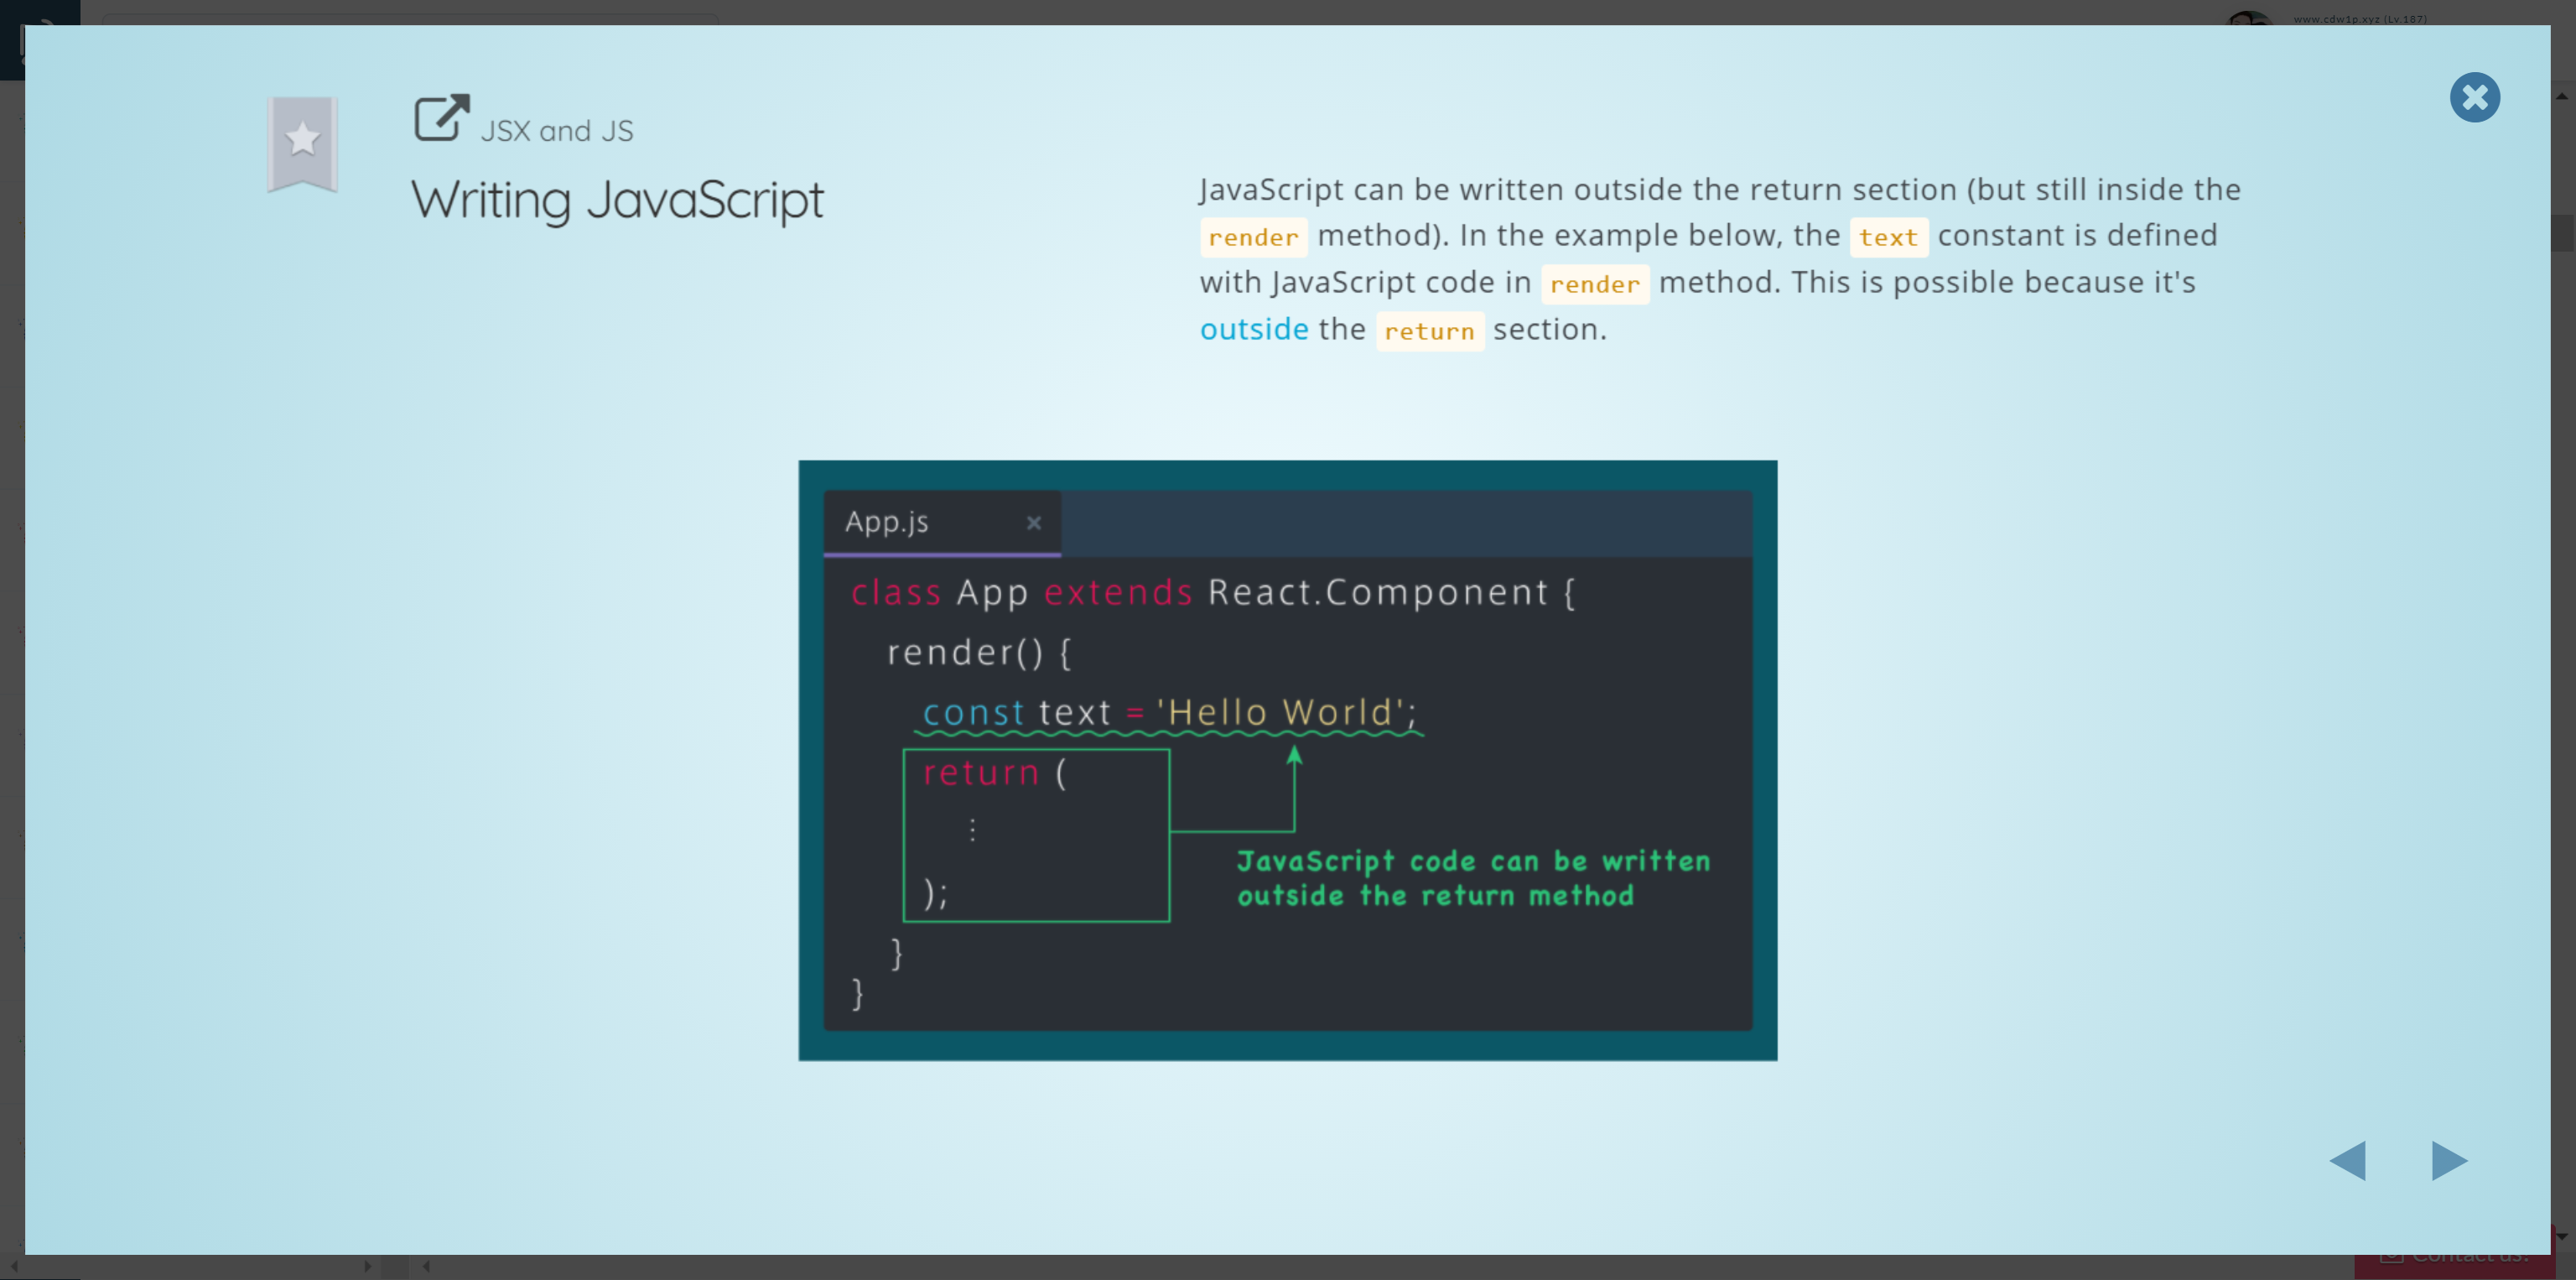 www.cdw1p.xyz (Lv.187)
JSX and JS
Writing JavaScript
JavaScript can be written outside the return section (but still inside the
render method). In the example below, the text constant is defined
with JavaScript code in render method. This is possible because it's
outside the return section.
App.js ×
class App extends React.Component {
render() {
const text = 'Hello World';
return (
⋮
);
JavaScript code can be written
outside the return method
}
}
Contact us!